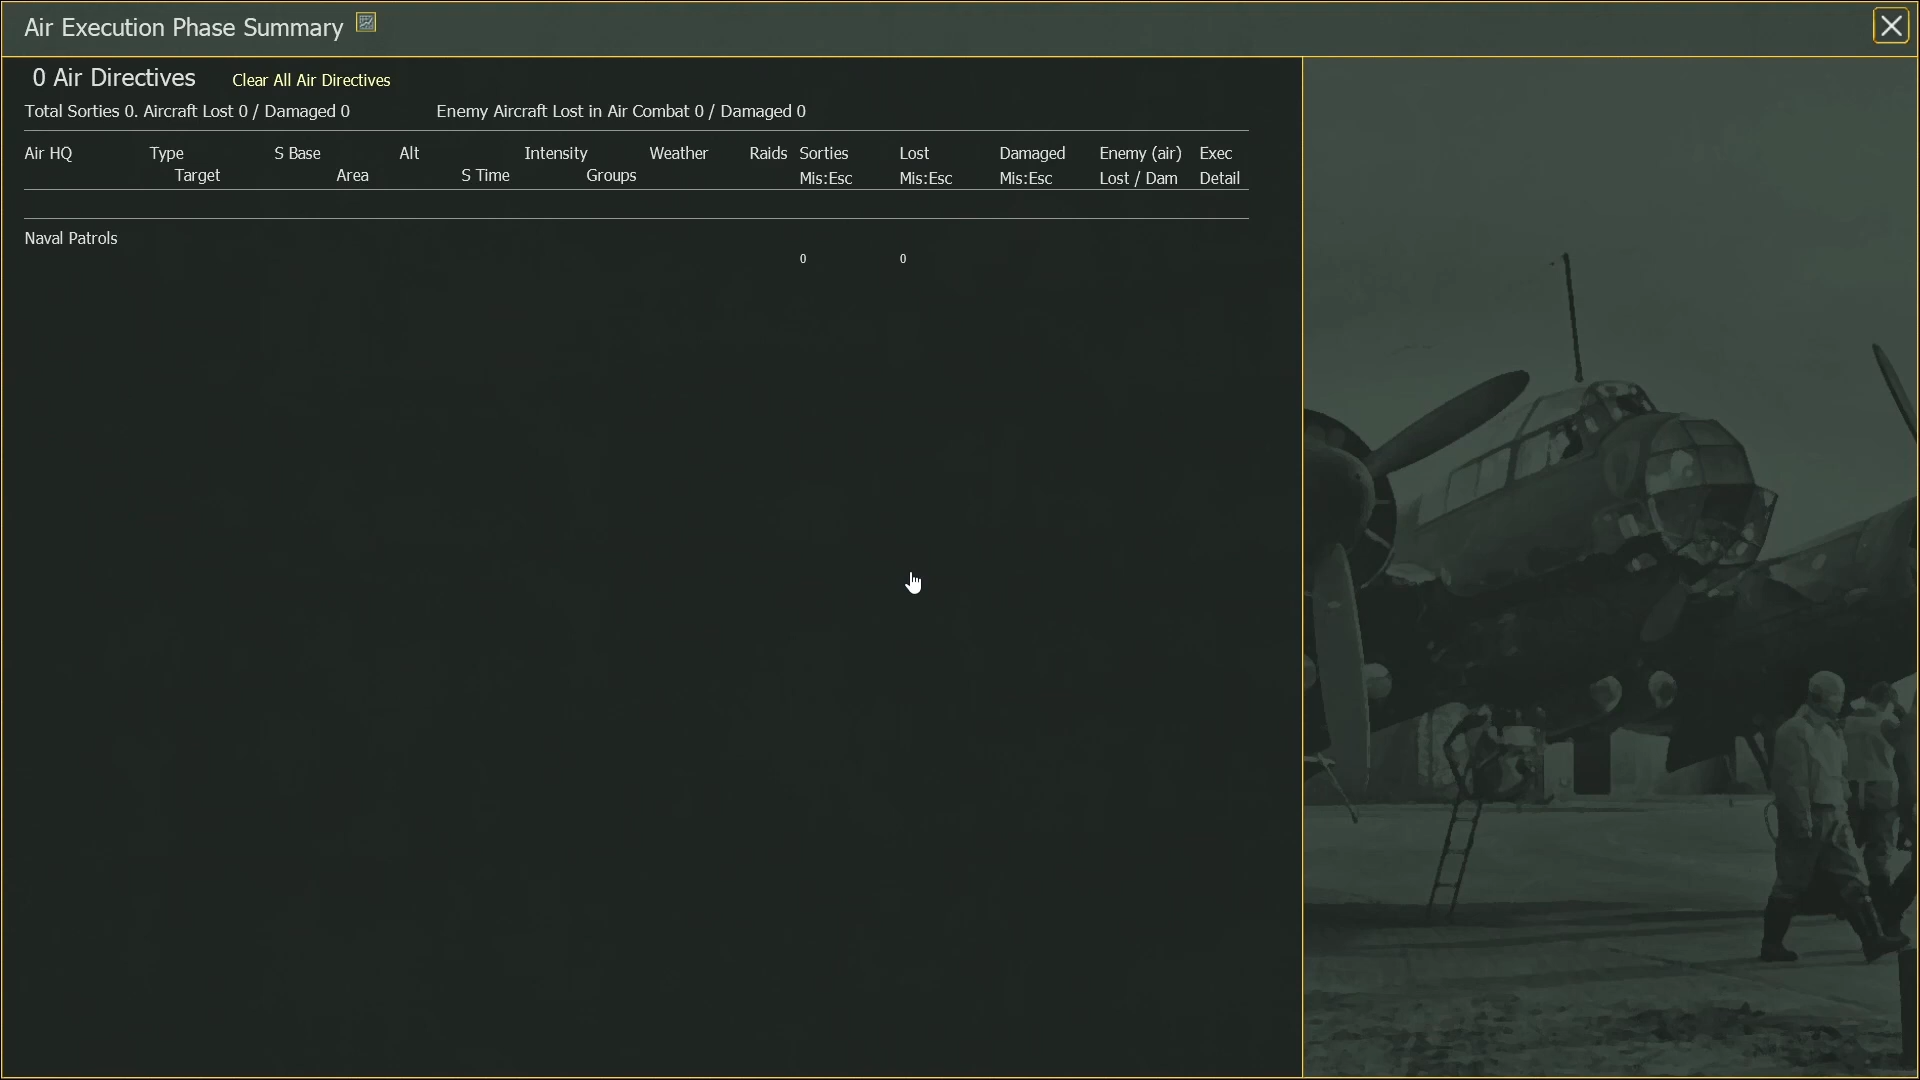 Air Execution Phase Summary
0 Air Directives Clear All Air Directives
Total Sorties 0. Aircraft Lost 0 / Damaged 0 Enemy Aircraft Lost in Air Combat 0 / Damaged 0
Air HQ Type S Base Alt Intensity Weather Raids Sorties Lost Damaged Enemy (air) Exec
Target Area S Time Groups Mis:Esc Mis:Esc Mis:Esc Lost / Dam Detail
Naval Patrols
0 0